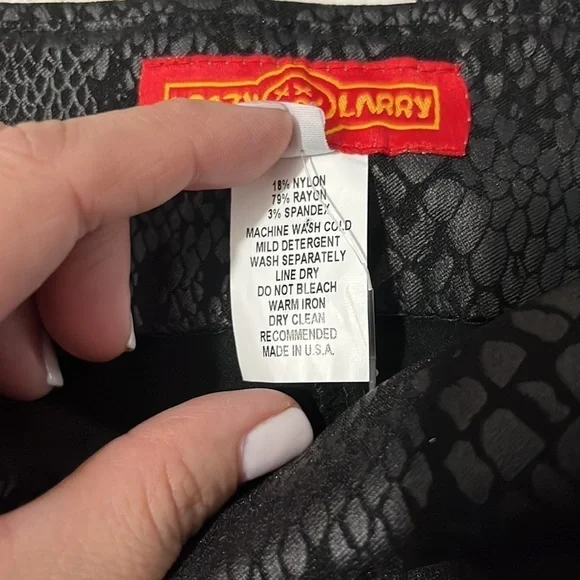 LARRY
18% NYLON
79% RAYON
3% SPANDEX
MACHINE WASH COLD
MILD DETERGENT
WASH SEPARATELY
LINE DRY
DO NOT BLEACH
WARM IRON
DRY CLEAN
RECOMMENDED
MADE IN U.S.A.